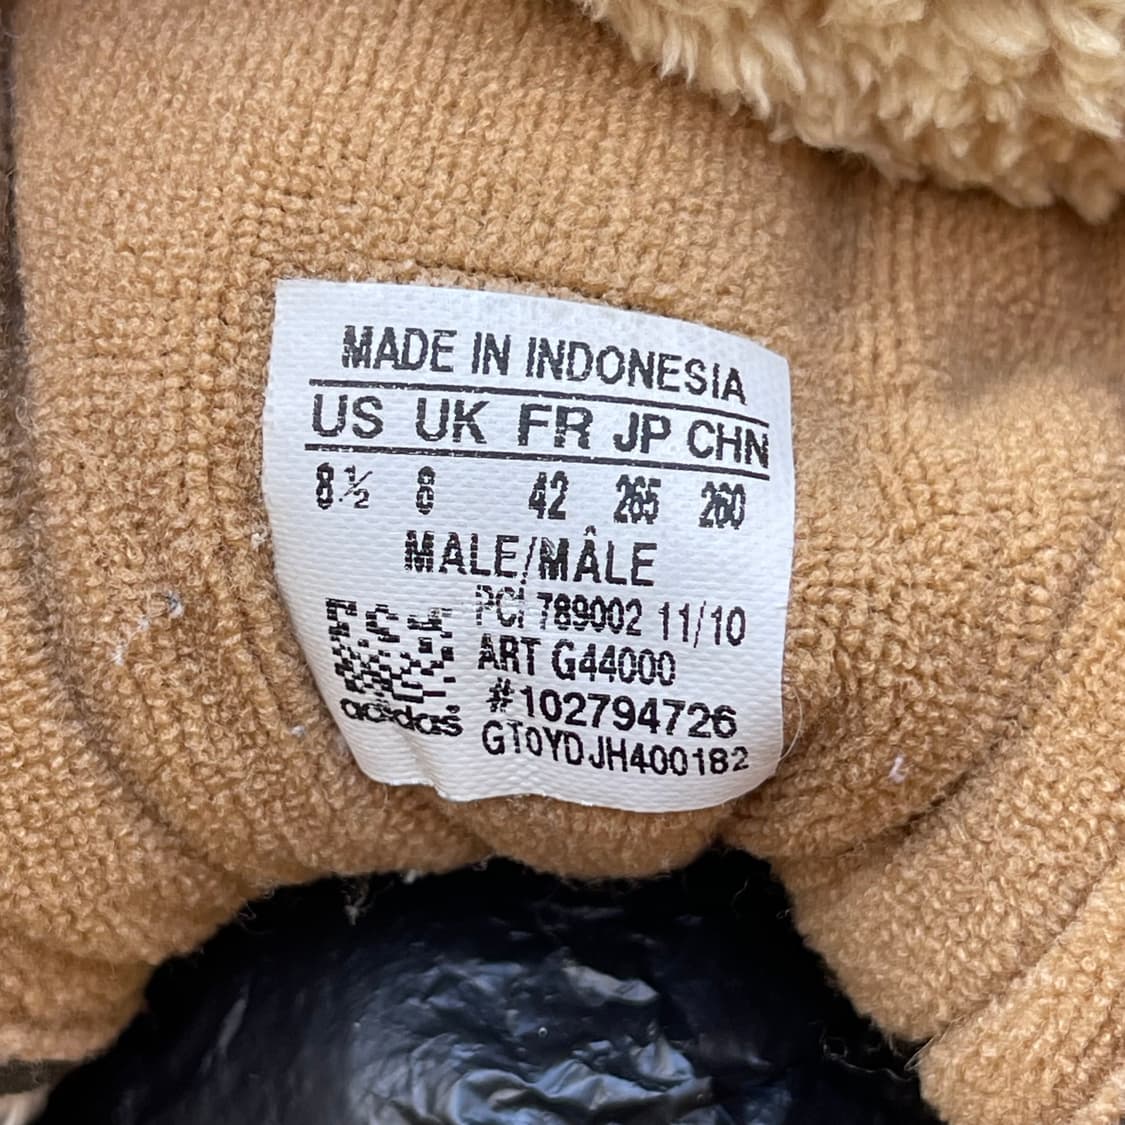 MADE IN INDONESIA
US UK FR JP CHN
8½ 8 42 265 260
MALE/MÂLE
PCI 789002 11/10
ART G44000
#102794726
adidas
GT0YDJH400182